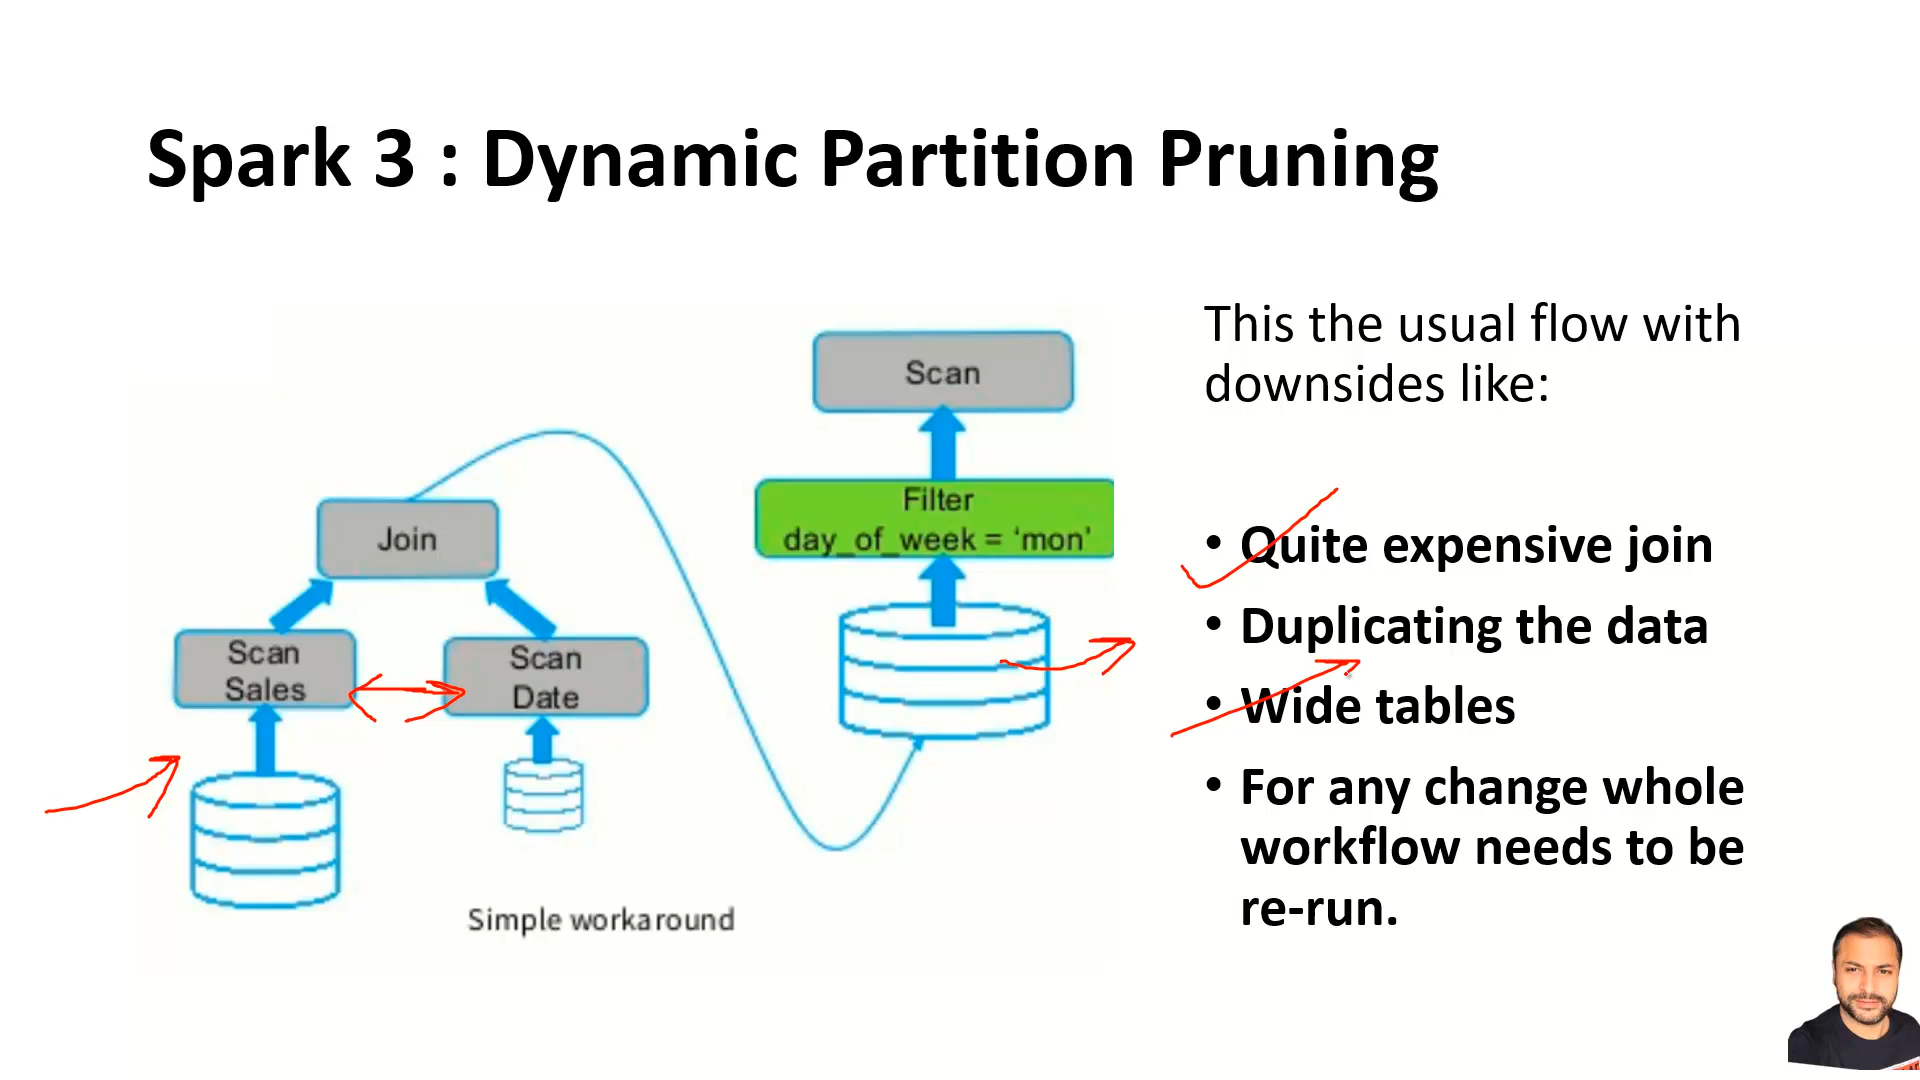 Spark 3 : Dynamic Partition Pruning
Scan
Filter
day_of_week = ‘mon’
Join
Scan
Sales
Scan
Date
Simple workaround
This the usual flow with
downsides like:
• Quite expensive join
• Duplicating the data
• Wide tables
• For any change whole
workflow needs to be
re-run.